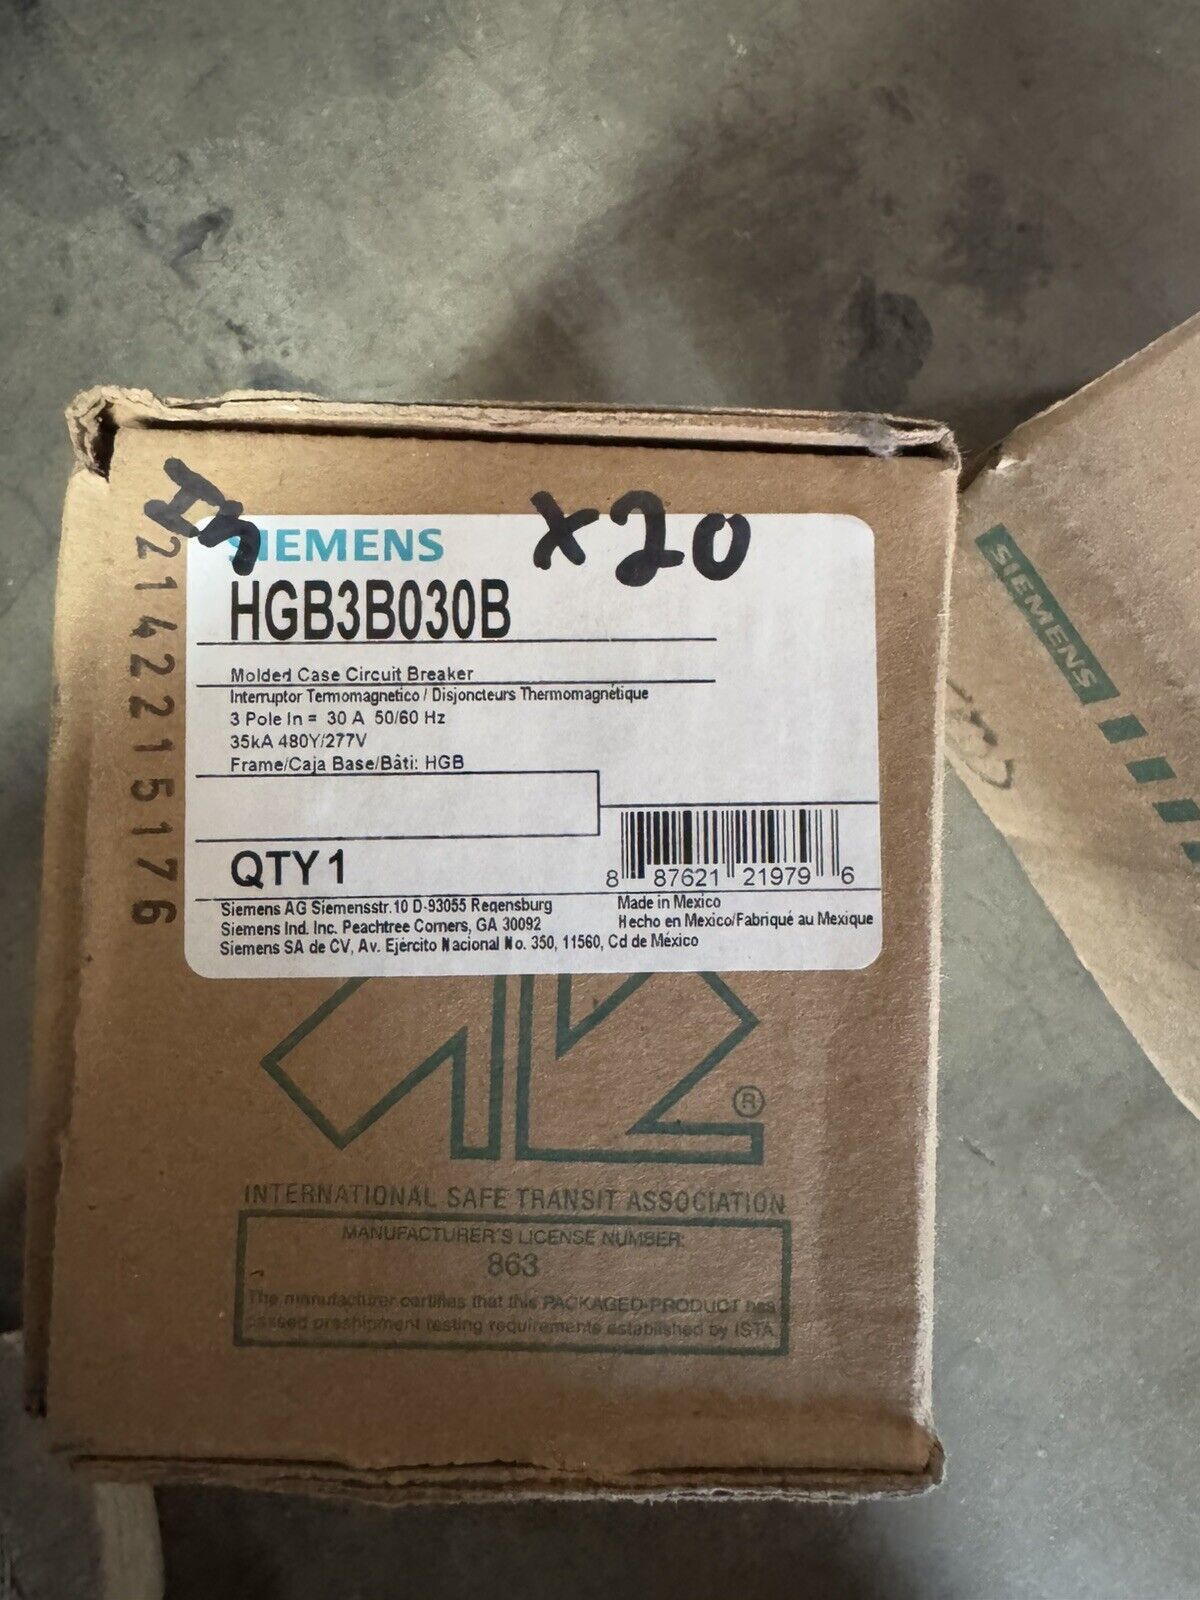 x20
SIEMENS
HGB3B030B
Molded Case Circuit Breaker
Interruptor Termomagnetico / Disjoncteurs Thermomagnétique
3 Pole In = 30 A 50/60 Hz
35kA 480Y/277V
Frame/Caja Base/Bâti: HGB
QTY 1
8 87621 21979 6
Siemens AG Siemensstr.10 D-93055 Regensburg
Siemens Ind. Inc. Peachtree Corners, GA 30092
Siemens SA de CV, Av. Ejército Nacional No. 350, 11560, Cd de México
Made in Mexico
Hecho en Mexico/Fabriqué au Mexique
2142215176
SIEMENS
®
INTERNATIONAL SAFE TRANSIT ASSOCIATION
MANUFACTURER'S LICENSE NUMBER:
863
The manufacturer certifies that this PACKAGED-PRODUCT has
passed preshipment testing requirements established by ISTA.